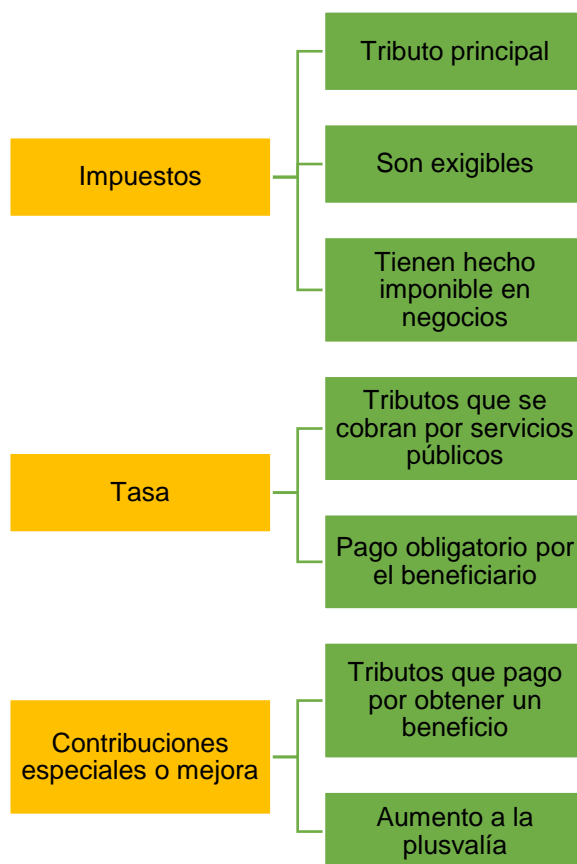 Tributo principal
Impuestos
Son exigibles
Tienen hecho
imponible en
negocios
Tributos que se
cobran por servicios
públicos
Tasa
Pago obligatorio por
el beneficiario
Tributos que pago
por obtener un
beneficio
Contribuciones
especiales o mejora
Aumento a la
plusvalía